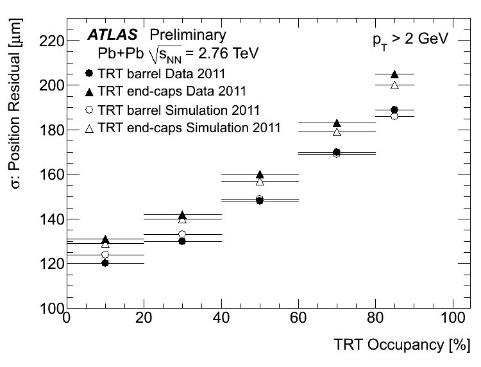 ATLAS Preliminary
Pb+Pb √sNN = 2.76 TeV
pT > 2 GeV
TRT barrel Data 2011
TRT end-caps Data 2011
TRT barrel Simulation 2011
TRT end-caps Simulation 2011
σ: Position Residual [μm]
220
200
180
160
140
120
100
0 20 40 60 80 100
TRT Occupancy [%]